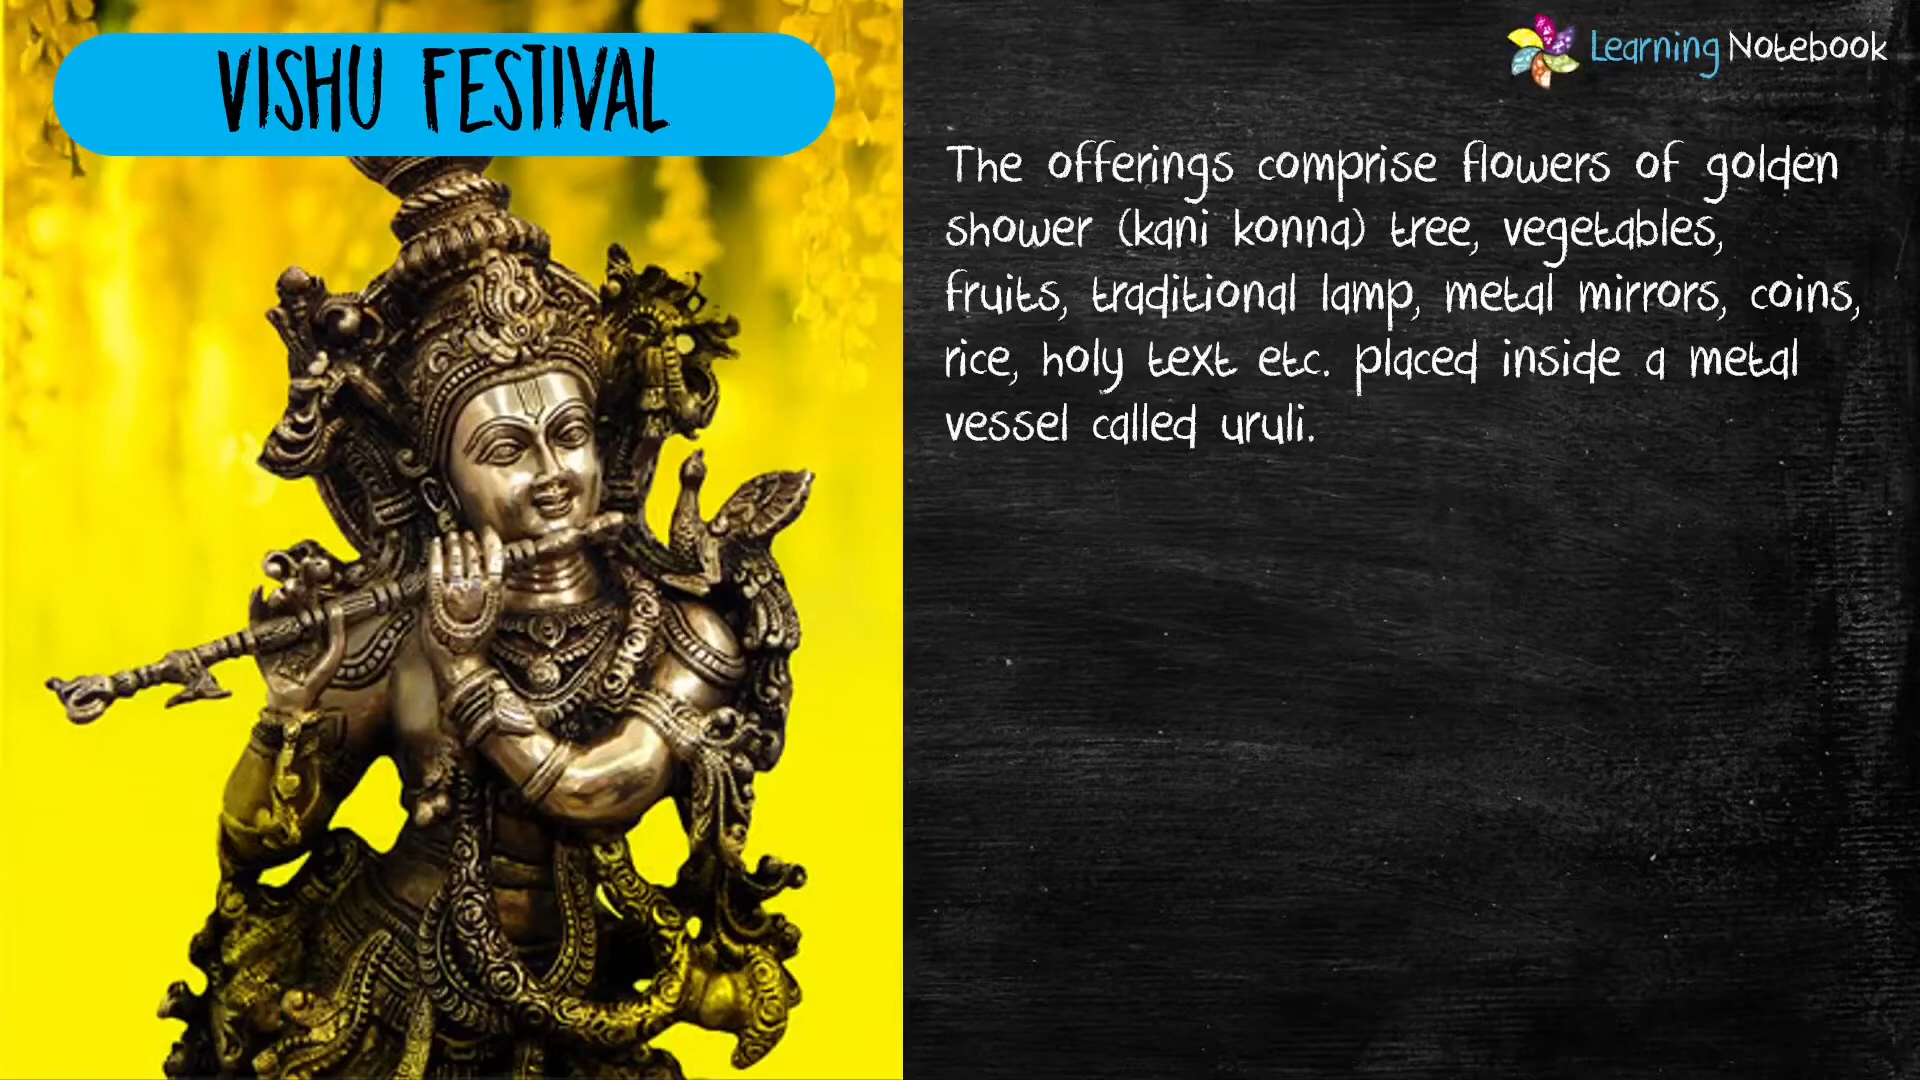 VISHU FESTIVAL
Learning Notebook
The offerings comprise flowers of golden
shower (kani konna) tree, vegetables,
fruits, traditional lamp, metal mirrors, coins,
rice, holy text etc. placed inside a metal
vessel called uruli.